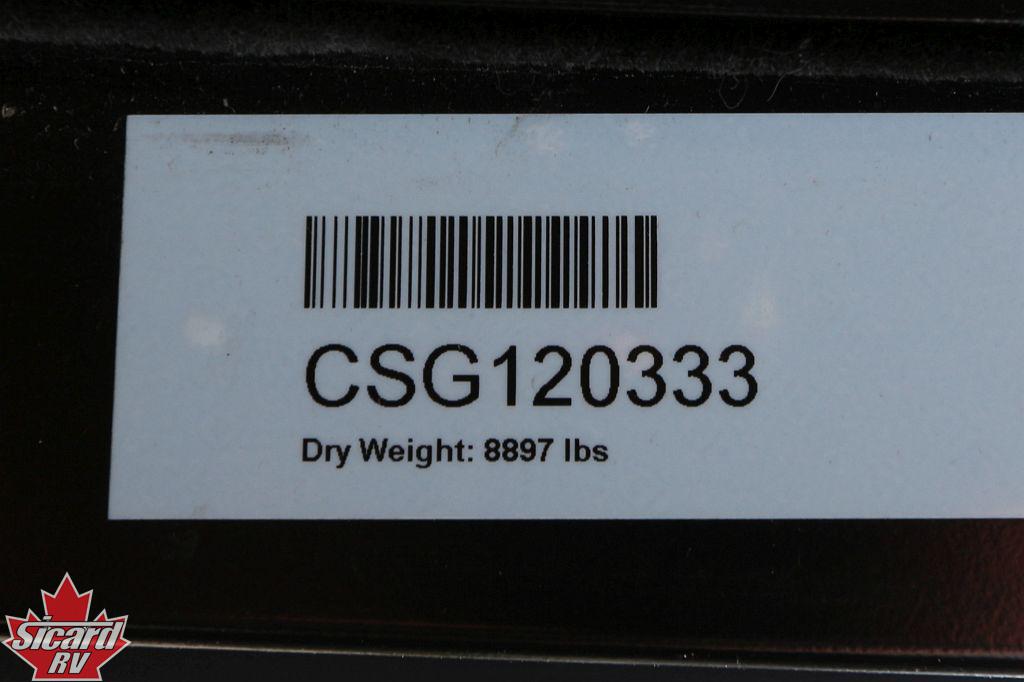 CSG120333
Dry Weight: 8897 lbs
Sicard
RV